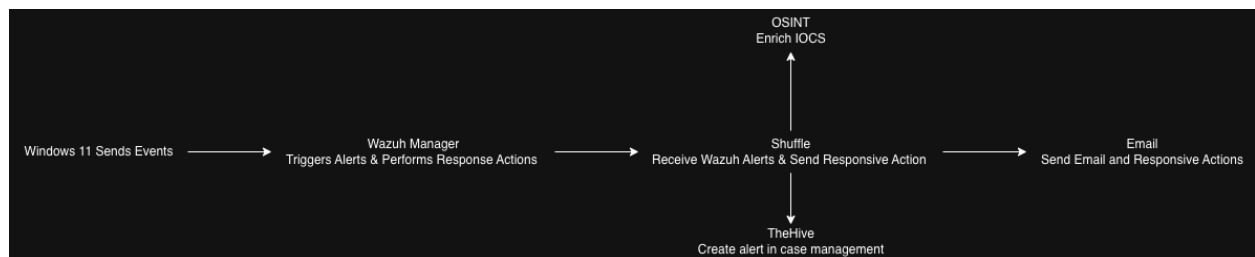 OSINT
Enrich IOCS
Windows 11 Sends Events
Wazuh Manager
Triggers Alerts & Performs Response Actions
Shuffle
Receive Wazuh Alerts & Send Responsive Action
Email
Send Email and Responsive Actions
TheHive
Create alert in case management